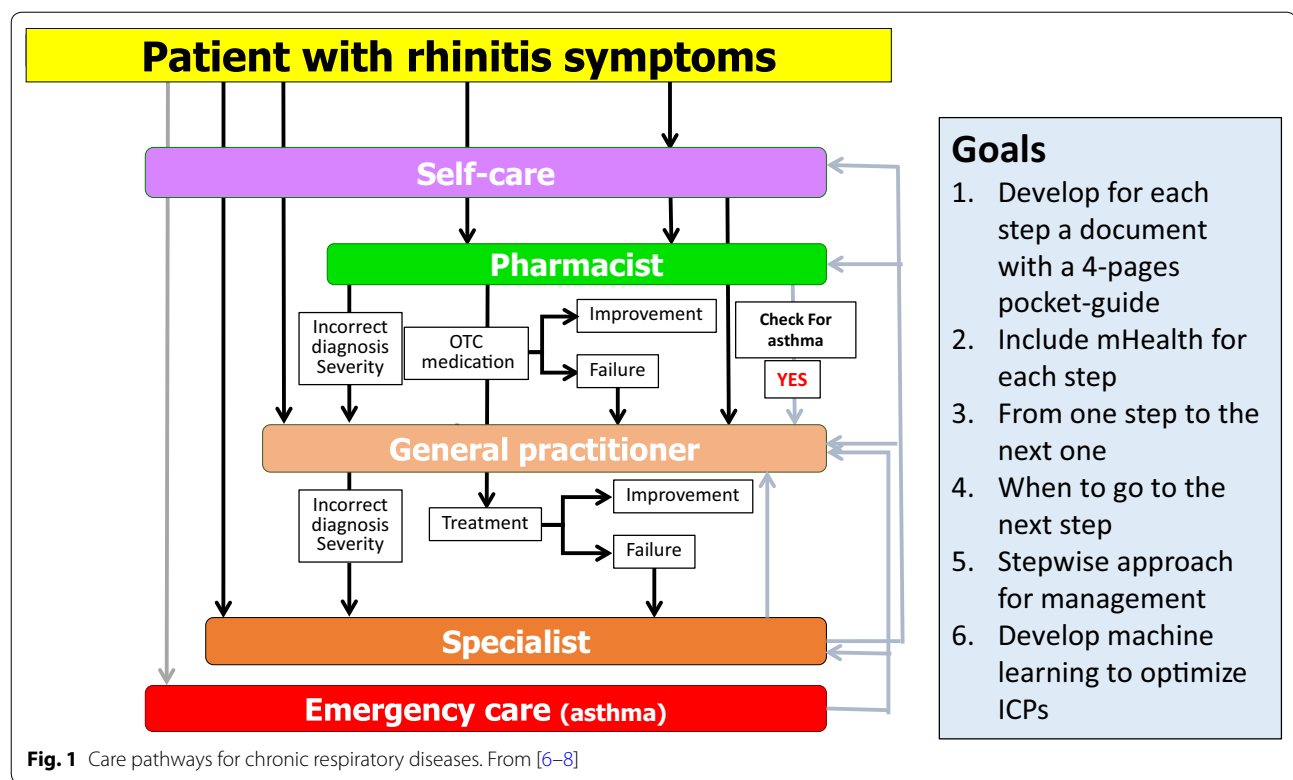 Patient with rhinitis symptoms
Self-care
Pharmacist
Incorrect
diagnosis
Severity
OTC
medication
Improvement
Failure
Check For
asthma
YES
General practitioner
Incorrect
diagnosis
Severity
Treatment
Improvement
Failure
Specialist
Emergency care (asthma)
Goals
1. Develop for each
step a document
with a 4-pages
pocket-guide
2. Include mHealth for
each step
3. From one step to the
next one
4. When to go to the
next step
5. Stepwise approach
for management
6. Develop machine
learning to optimize
ICPs
Fig. 1 Care pathways for chronic respiratory diseases. From [6–8]